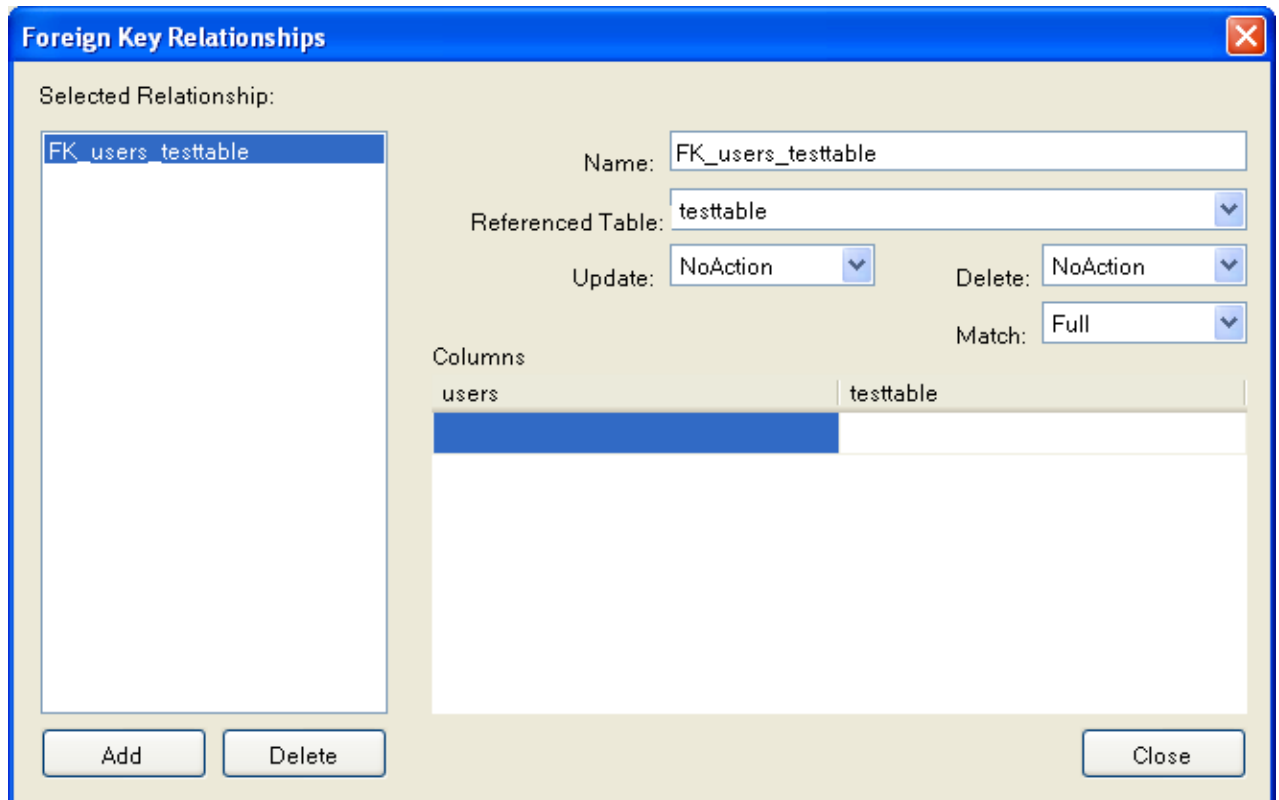 Foreign Key Relationships
Selected Relationship:
FK_users_testtable
Name: FK_users_testtable
Referenced Table: testtable
Update: NoAction Delete: NoAction
Match: Full
Columns
users testtable
Add Delete Close